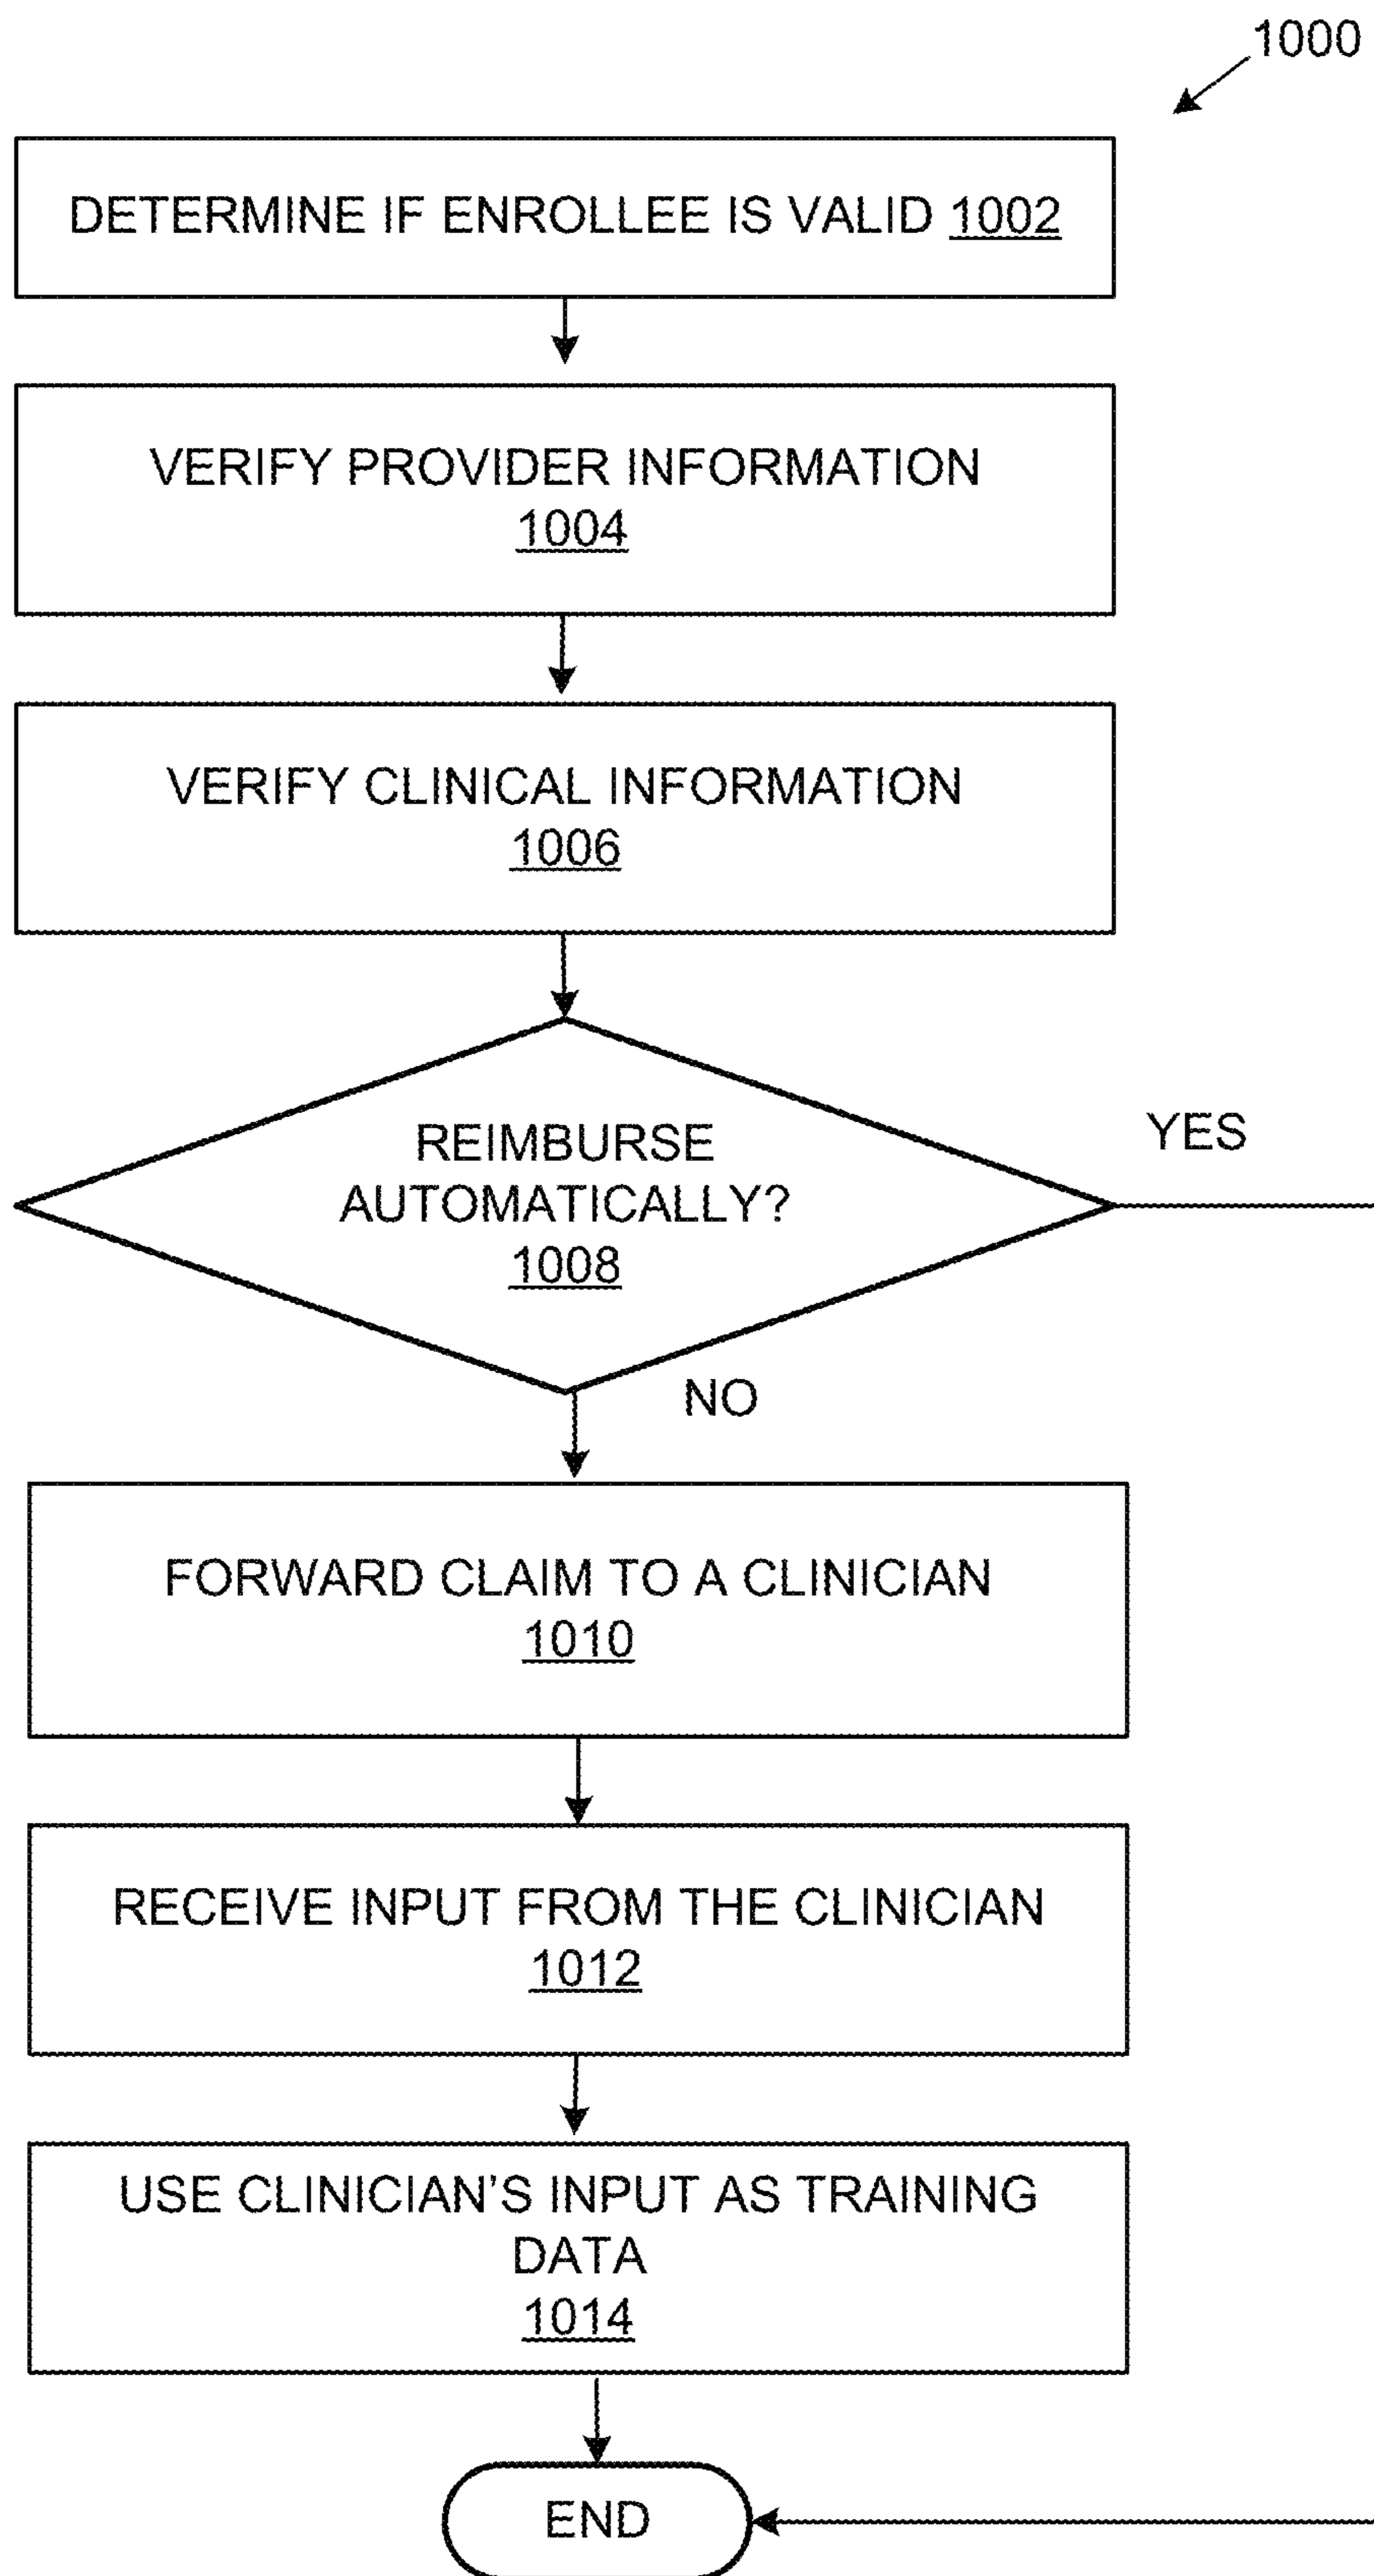 1000
DETERMINE IF ENROLLEE IS VALID 1002
VERIFY PROVIDER INFORMATION
1004
VERIFY CLINICAL INFORMATION
1006
REIMBURSE
AUTOMATICALLY?
1008
YES
NO
FORWARD CLAIM TO A CLINICIAN
1010
RECEIVE INPUT FROM THE CLINICIAN
1012
USE CLINICIAN'S INPUT AS TRAINING
DATA
1014
END